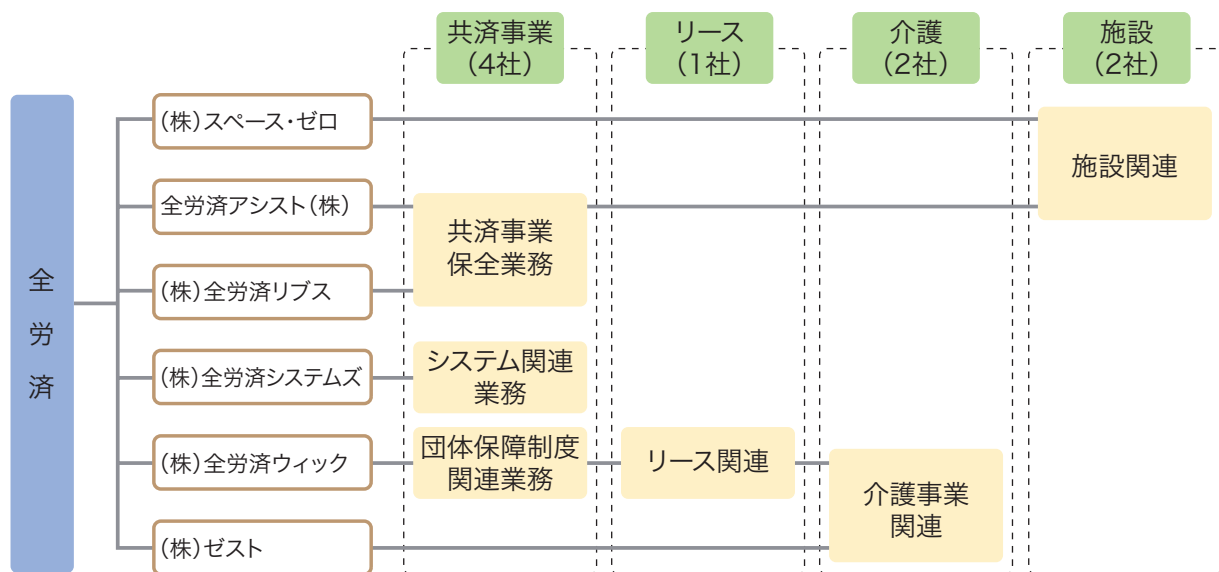 共済事業
(4社)
リース
(1社)
介護
(2社)
施設
(2社)
全労済
(株)スペース・ゼロ
全労済アシスト(株)
(株)全労済リブス
(株)全労済システムズ
(株)全労済ウィック
(株)ゼスト
施設関連
共済事業
保全業務
システム関連
業務
団体保障制度
関連業務
リース関連
介護事業
関連